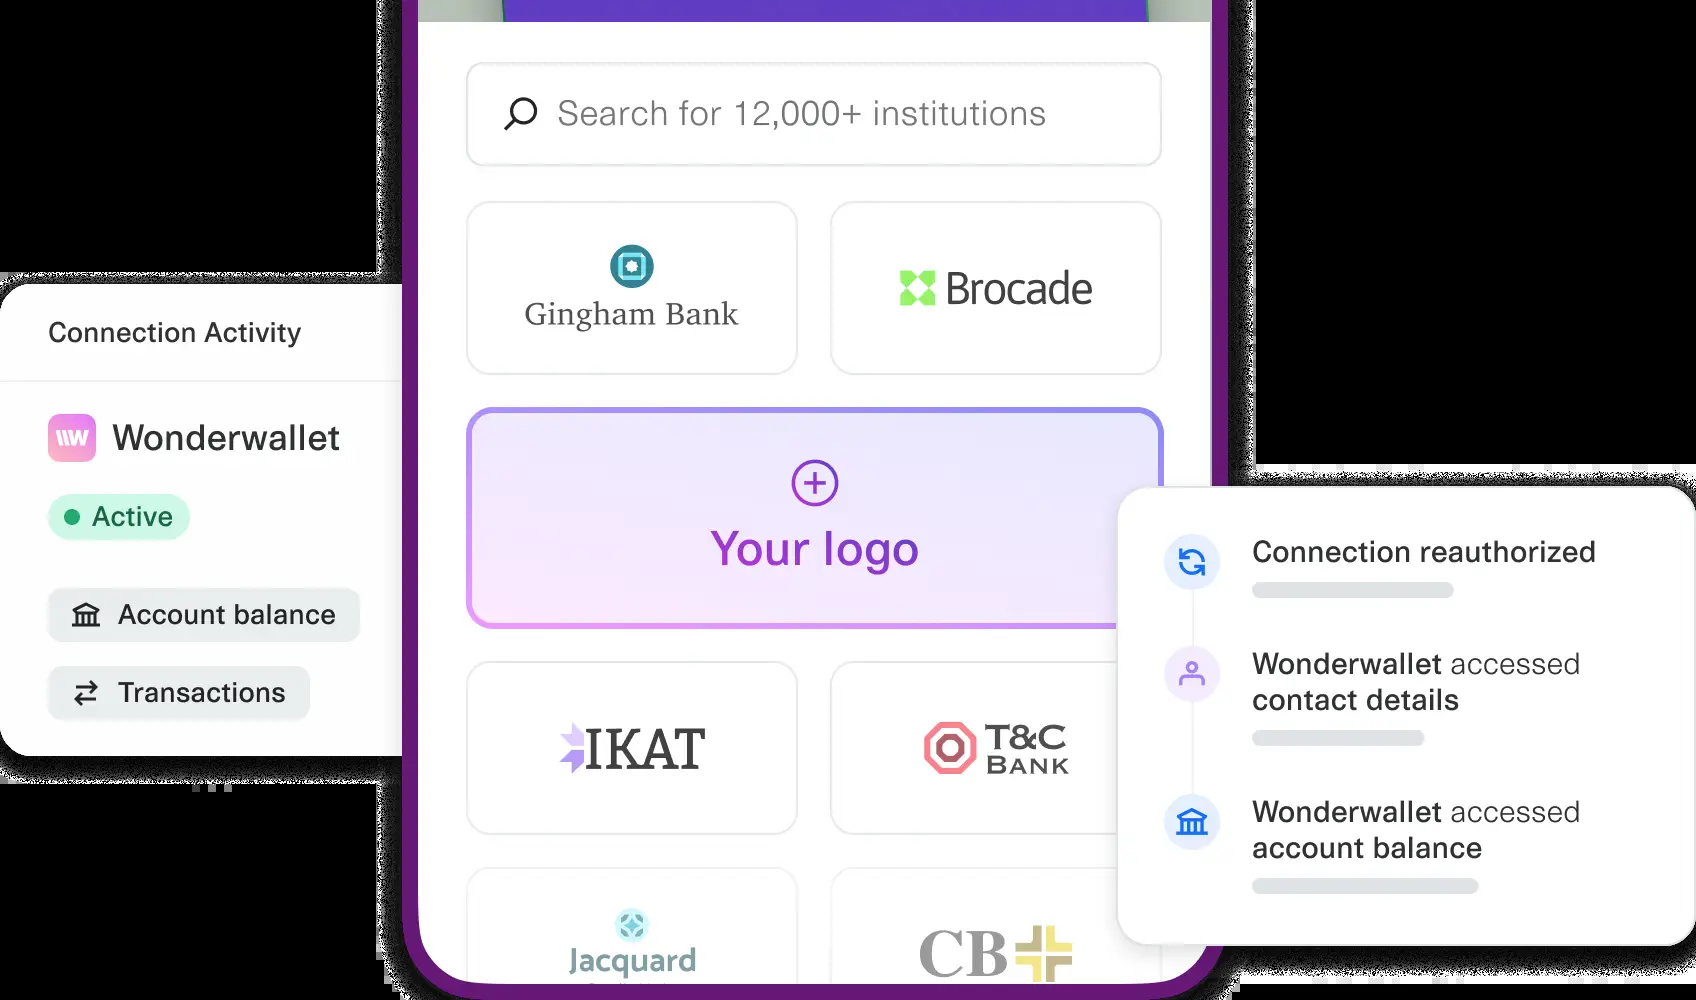 Search for 12,000+ institutions
Gingham Bank
Brocade
Connection Activity
Wonderwallet
Active
Account balance
Transactions
Your logo
IKAT
T&C
BANK
Jacquard
CB
Connection reauthorized
Wonderwallet accessed
contact details
Wonderwallet accessed
account balance